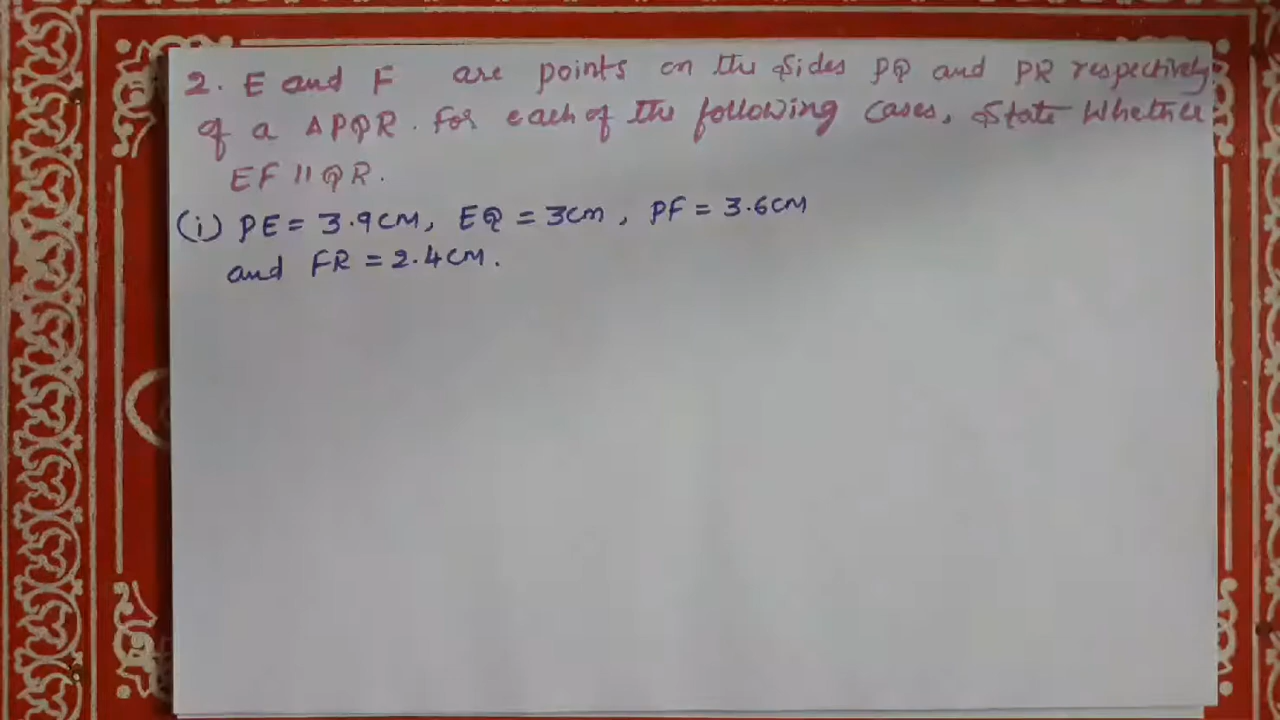 2. E and F are points on the sides PQ and PR respectively
of a ΔPQR. For each of the following cases, state whether
EF || QR.
(i) PE = 3.9cm, EQ = 3cm, PF = 3.6cm
and FR = 2.4cm.